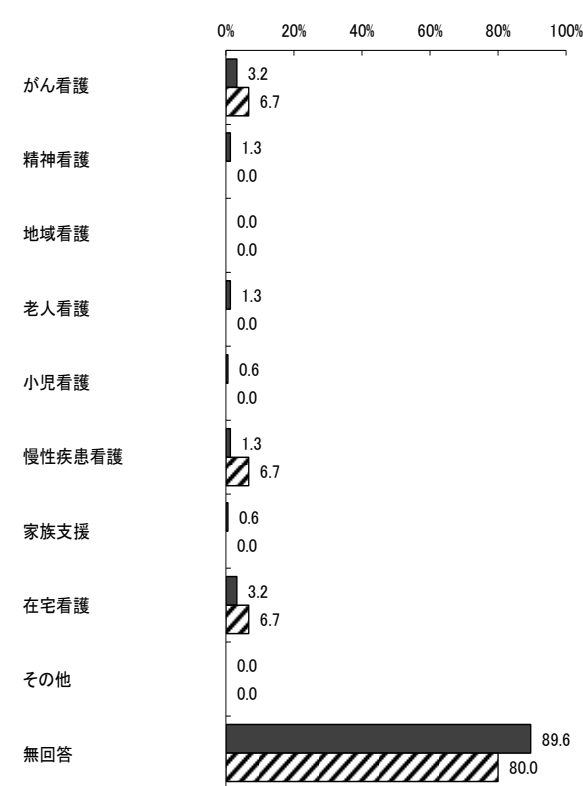 0% 20% 40% 60% 80% 100%
がん看護 3.2
6.7
精神看護 1.3
0.0
地域看護 0.0
0.0
老人看護 1.3
0.0
小児看護 0.6
0.0
慢性疾患看護 1.3
6.7
家族支援 0.6
0.0
在宅看護 3.2
6.7
その他 0.0
0.0
無回答 89.6
80.0